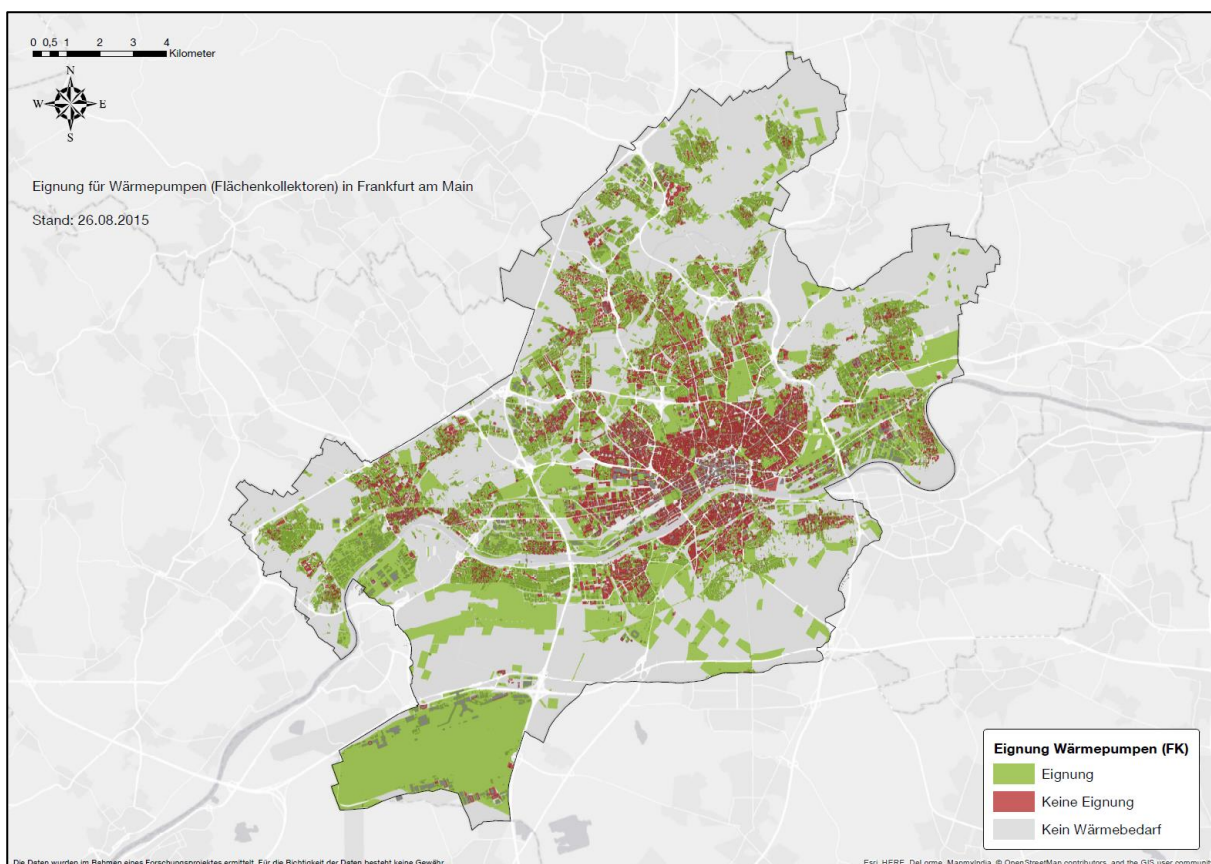 0 0,5 1 2 3 4
Kilometer
N
W E
S
Eignung für Wärmepumpen (Flächenkollektoren) in Frankfurt am Main
Stand: 26.08.2015
Eignung Wärmepumpen (FK)
Eignung
Keine Eignung
Kein Wärmebedarf
Die Daten wurden im Rahmen eines Forschungsprojektes ermittelt. Für die Richtigkeit der Daten besteht keine Gewähr.
Esri, HERE, DeLorme, MapmyIndia, © OpenStreetMap contributors, and the GIS user community